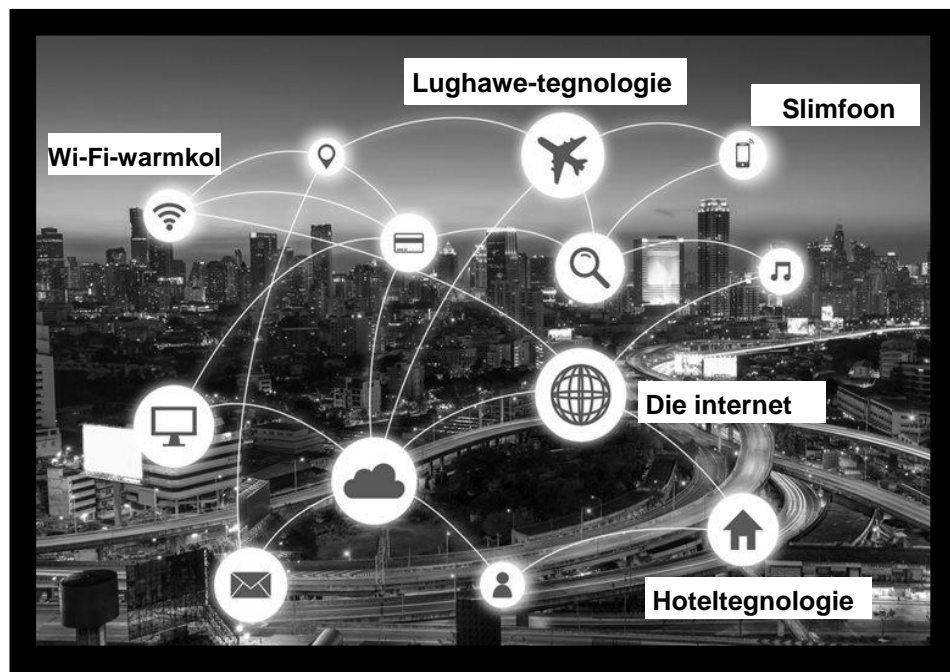 Lughawe-tegnologie
Slimfoon
Wi-Fi-warmkol
Die internet
Hoteltegnologie